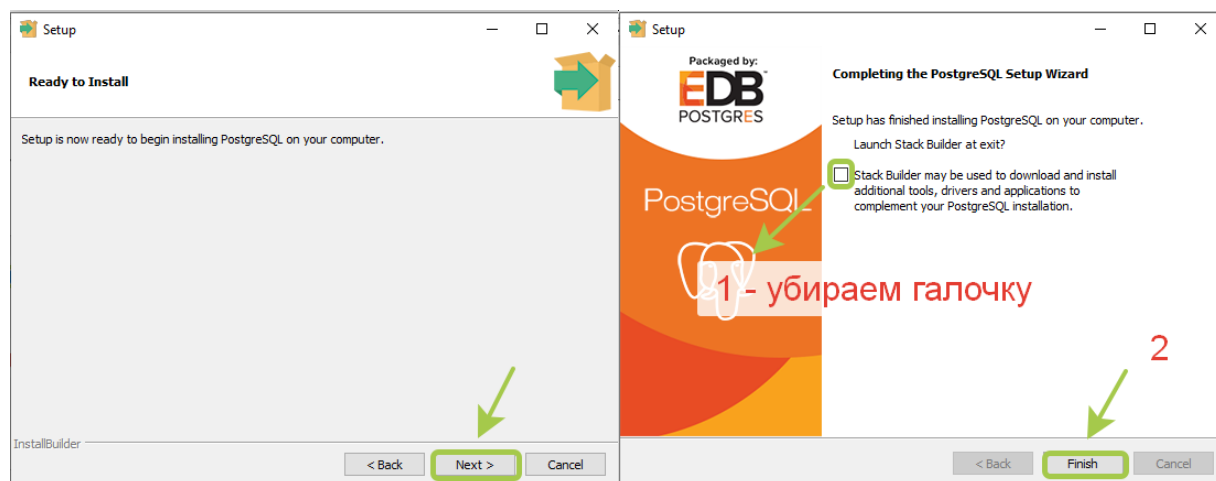 Setup
Ready to Install
Setup is now ready to begin installing PostgreSQL on your computer.
InstallBuilder
< Back
Next >
Cancel
Setup
Packaged by:
EDB
POSTGRES
PostgreSQL
Completing the PostgreSQL Setup Wizard
Setup has finished installing PostgreSQL on your computer.
Launch Stack Builder at exit?
Stack Builder may be used to download and install
additional tools, drivers and applications to
complement your PostgreSQL installation.
1 - убираем галочку
2
< Back
Finish
Cancel